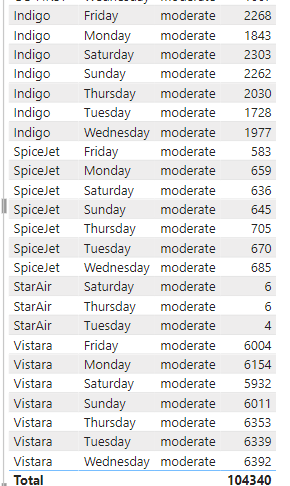 Indigo Friday moderate 2268
Indigo Monday moderate 1843
Indigo Saturday moderate 2303
Indigo Sunday moderate 2262
Indigo Thursday moderate 2030
Indigo Tuesday moderate 1728
Indigo Wednesday moderate 1977
SpiceJet Friday moderate 583
SpiceJet Monday moderate 659
SpiceJet Saturday moderate 636
SpiceJet Sunday moderate 645
SpiceJet Thursday moderate 705
SpiceJet Tuesday moderate 670
SpiceJet Wednesday moderate 685
StarAir Saturday moderate 6
StarAir Thursday moderate 6
StarAir Tuesday moderate 4
Vistara Friday moderate 6004
Vistara Monday moderate 6154
Vistara Saturday moderate 5932
Vistara Sunday moderate 6011
Vistara Thursday moderate 6353
Vistara Tuesday moderate 6339
Vistara Wednesday moderate 6392
Total 104340